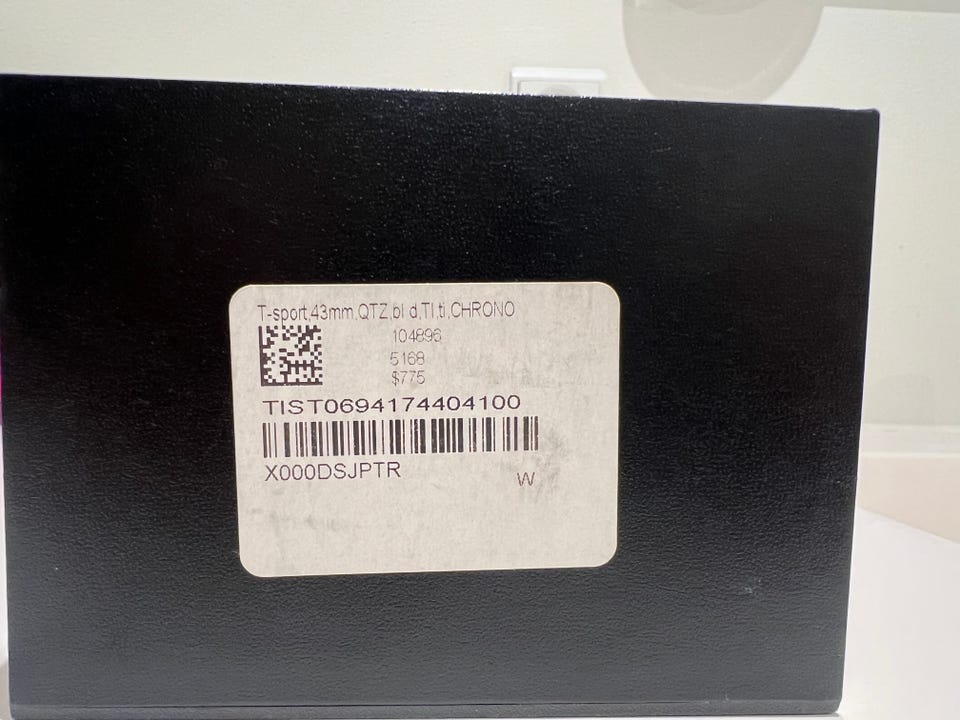 T-sport,43mm,QTZ,bl d,TI,ti,CHRONO
104896
5168
$775
TIST0694174404100
X000DSJPTR
W